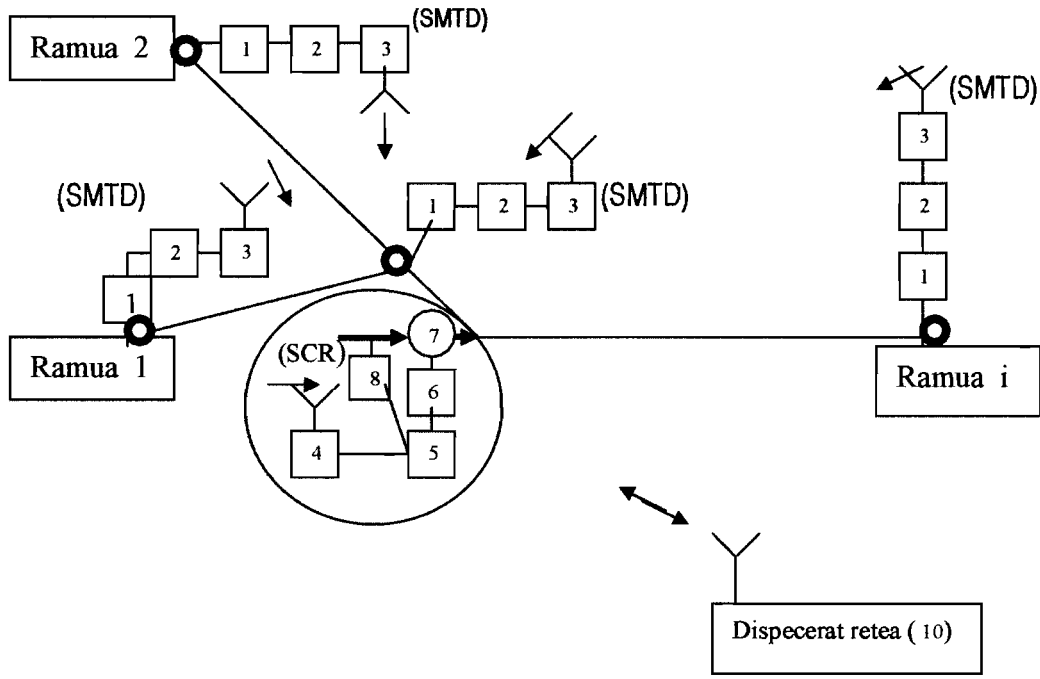 (SMTD)
Ramua 2
1 2 3
(SMTD)
3
(SMTD)
1 2 3
(SMTD)
2
2 3
1
1
7
(SCR)
Ramua 1
8
6
Ramua i
4
5
Dispecerat retea ( 10)